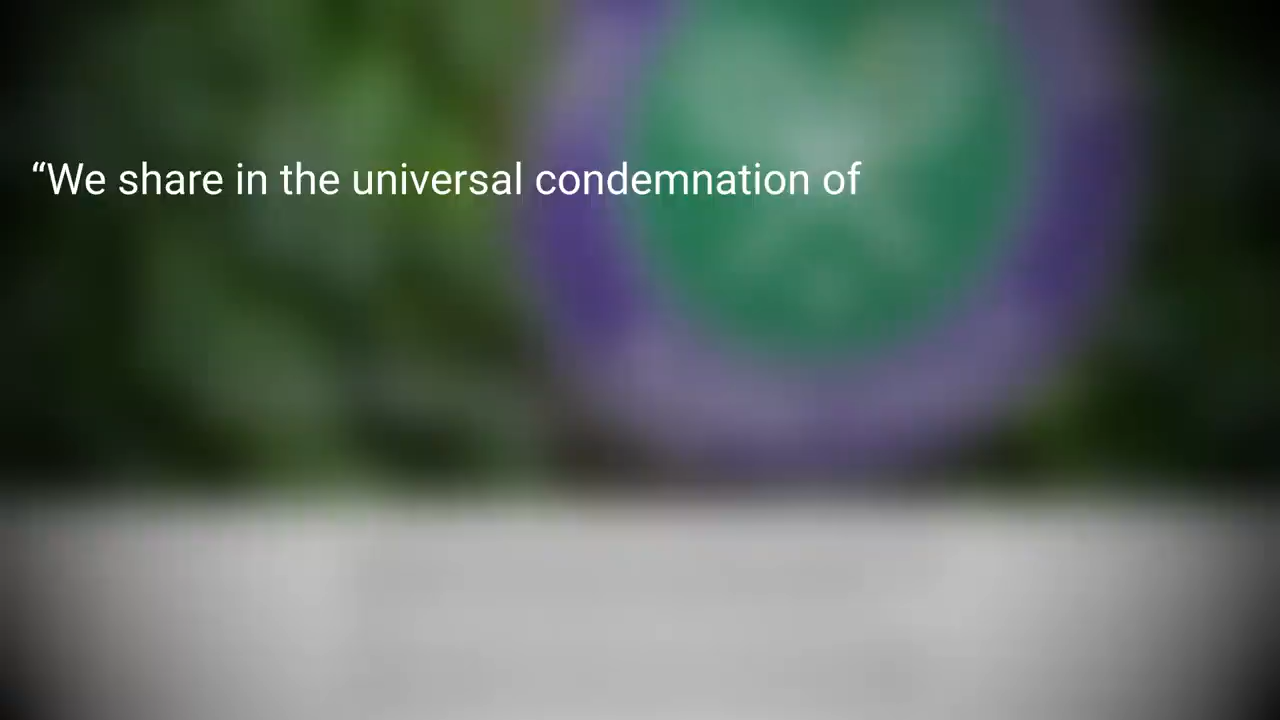 “We share in the universal condemnation of